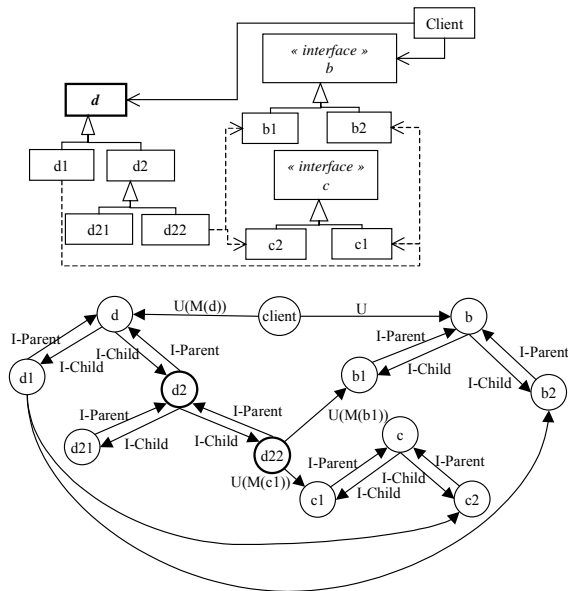 Client
« interface »
b
d
b1
b2
d1
d2
« interface »
c
d21
d22
c2
c1
d
U(M(d))
client
U
b
I-Parent
I-Child
I-Child
I-Parent
I-Parent
I-Child
I-Parent
d1
d2
b1
I-Child
b2
I-Parent
I-Parent
U(M(b1))
c
d21
I-Child
I-Child
d22
I-Parent
I-Child
I-Parent
U(M(c1))
I-Child
c1
c2